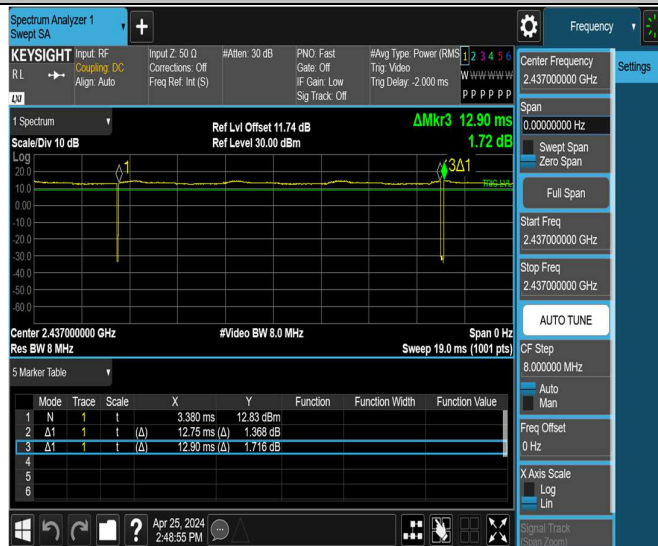 Spectrum Analyzer 1
Swept SA
+
Frequency
KEYSIGHT
RL
LXI
Input: RF
Coupling: DC
Align: Auto
Input Z: 50 Ω
Corrections: Off
Freq Ref: Int (S)
#Atten: 30 dB
PNO: Fast
Gate: Off
IF Gain: Low
Sig Track: Off
#Avg Type: Power (RMS
Trig: Video
Trig Delay: -2.000 ms
1 2 3 4 5 6
W W W W W W
P P P P P P
1 Spectrum
Scale/Div 10 dB
Ref Lvl Offset 11.74 dB
Ref Level 30.00 dBm
ΔMkr3 12.90 ms
1.72 dB
Log
20.0
10.0
0.00
-10.0
-20.0
-30.0
-40.0
-50.0
-60.0
1
3Δ1
TRIG LVL
Center 2.437000000 GHz
Res BW 8 MHz
#Video BW 8.0 MHz
Span 0 Hz
Sweep 19.0 ms (1001 pts)
5 Marker Table
Mode Trace Scale X Y Function Function Width Function Value
1 N 1 t 3.380 ms 12.83 dBm
2 Δ1 1 t (Δ) 12.75 ms (Δ) 1.368 dB
3 Δ1 1 t (Δ) 12.90 ms (Δ) 1.716 dB
4
5
6
?
Apr 25, 2024
2:48:55 PM
Center Frequency
2.437000000 GHz
Settings
Span
0.00000000 Hz
Swept Span
Zero Span
Full Span
Start Freq
2.437000000 GHz
Stop Freq
2.437000000 GHz
AUTO TUNE
CF Step
8.000000 MHz
Auto
Man
Freq Offset
0 Hz
X Axis Scale
Log
Lin
Signal Track
(Span Zoom)